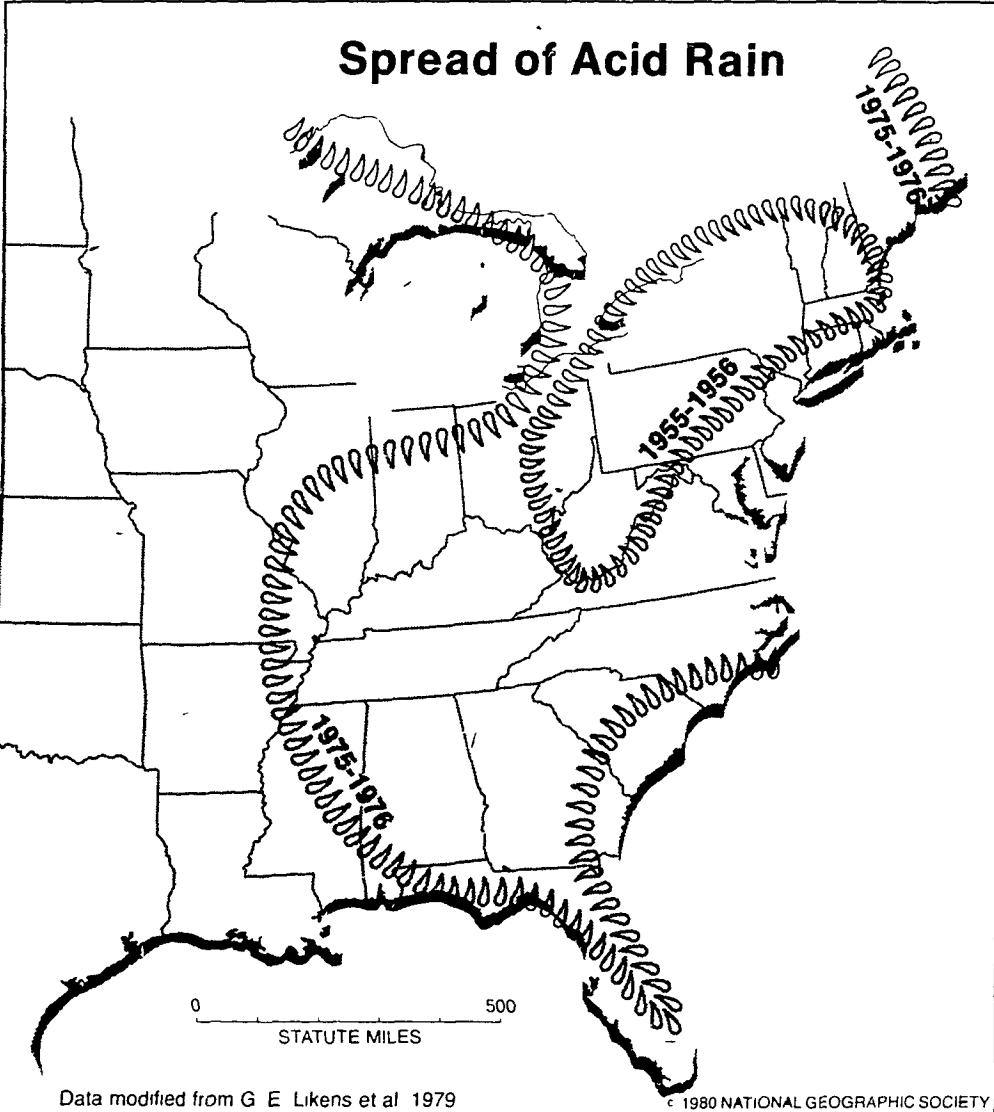 Spread of Acid Rain
1975-1976
1955-1956
1975-1976
0 500
STATUTE MILES
Data modified from G E Likens et al 1979
c 1980 NATIONAL GEOGRAPHIC SOCIETY